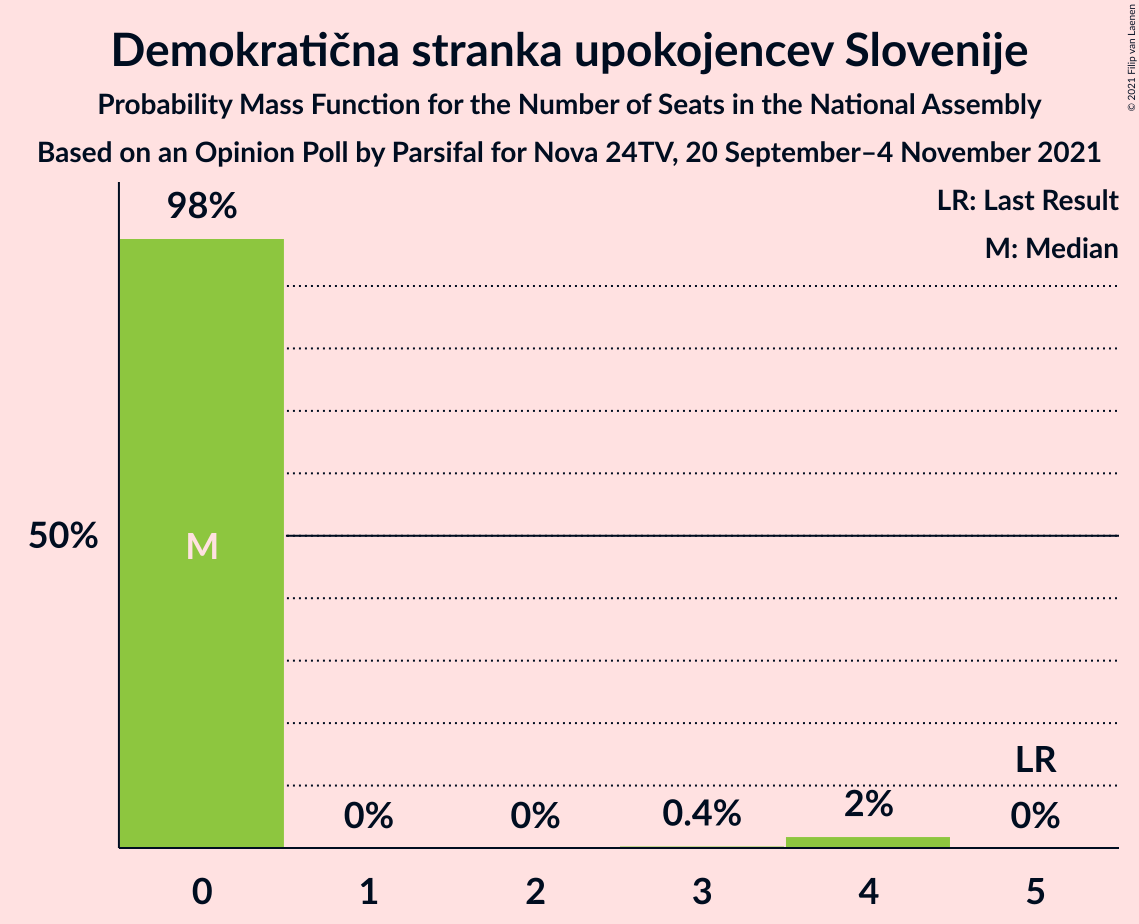 Demokratična stranka upokojencev Slovenije
Probability Mass Function for the Number of Seats in the National Assembly
Based on an Opinion Poll by Parsifal for Nova 24TV, 20 September–4 November 2021
© 2021 Filip van Laenen
LR: Last Result
M: Median
98%
50%
M
LR
0%
0%
0.4%
2%
0%
0
1
2
3
4
5